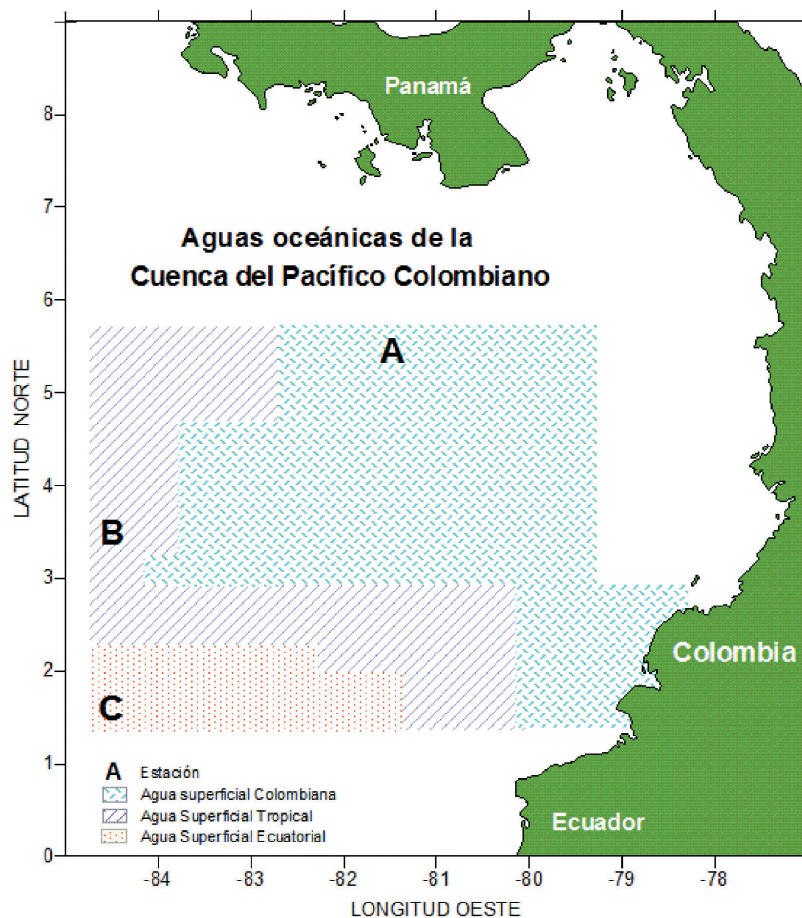 Panamá
8
7
Aguas oceánicas de la
Cuenca del Pacífico Colombiano
6
A
5
LATITUD NORTE
4
B
3
Colombia
2
C
1
A Estación
Agua superficial Colombiana
Agua Superficial Tropical
Agua Superficial Ecuatorial
Ecuador
0
-84 -83 -82 -81 -80 -79 -78
LONGITUD OESTE